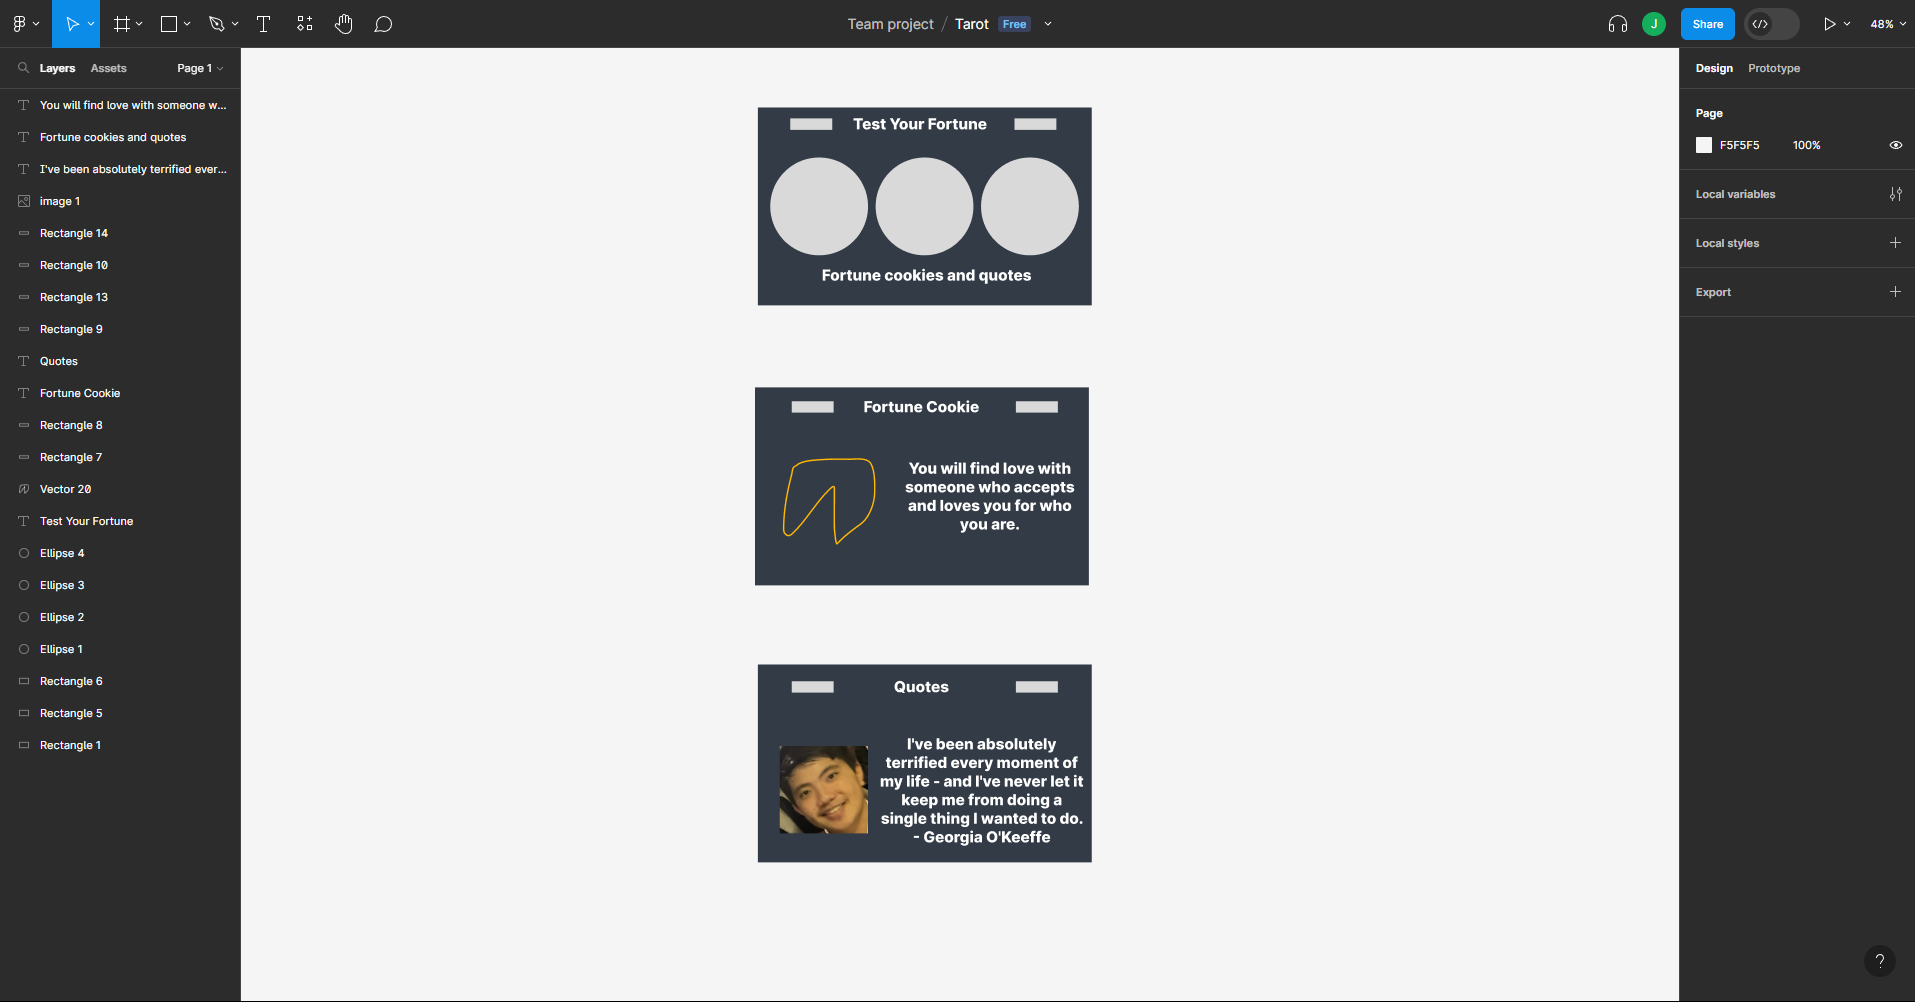 Team project / Tarot Free
J
Share
48%
Layers Assets Page 1
Design Prototype
You will find love with someone w...
Fortune cookies and quotes
I've been absolutely terrified ever...
image 1
Rectangle 14
Rectangle 10
Rectangle 13
Rectangle 9
Quotes
Fortune Cookie
Rectangle 8
Rectangle 7
Vector 20
Test Your Fortune
Ellipse 4
Ellipse 3
Ellipse 2
Ellipse 1
Rectangle 6
Rectangle 5
Rectangle 1
Test Your Fortune
Fortune cookies and quotes
Fortune Cookie
You will find love with
someone who accepts
and loves you for who
you are.
Quotes
I've been absolutely
terrified every moment of
my life - and I've never let it
keep me from doing a
single thing I wanted to do.
- Georgia O'Keeffe
Page
F5F5F5 100%
Local variables
Local styles
Export
?